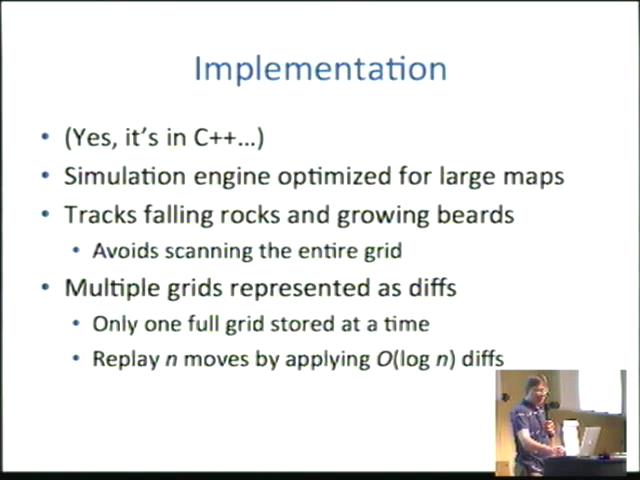 Implementation
• (Yes, it's in C++...)
• Simulation engine optimized for large maps
• Tracks falling rocks and growing beards
• Avoids scanning the entire grid
• Multiple grids represented as diffs
• Only one full grid stored at a time
• Replay n moves by applying O(log n) diffs